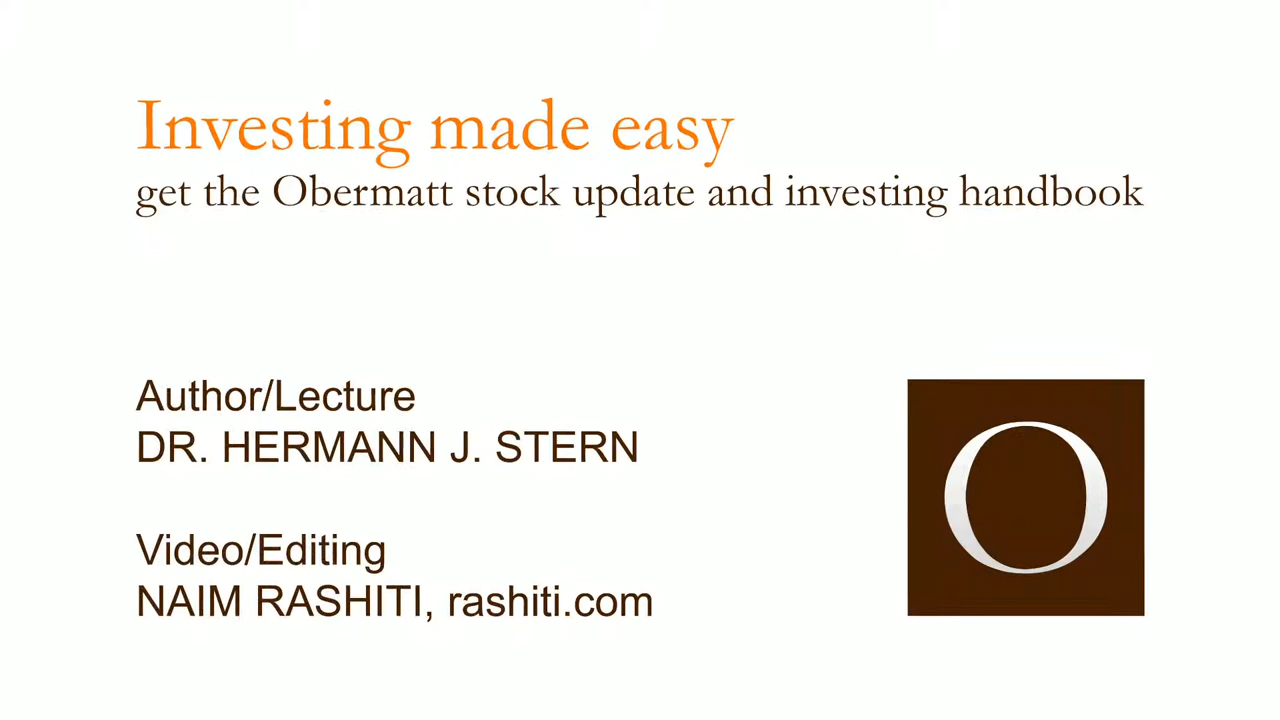 Investing made easy
get the Obermatt stock update and investing handbook
Author/Lecture
DR. HERMANN J. STERN
Video/Editing
NAIM RASHITI, rashiti.com
O